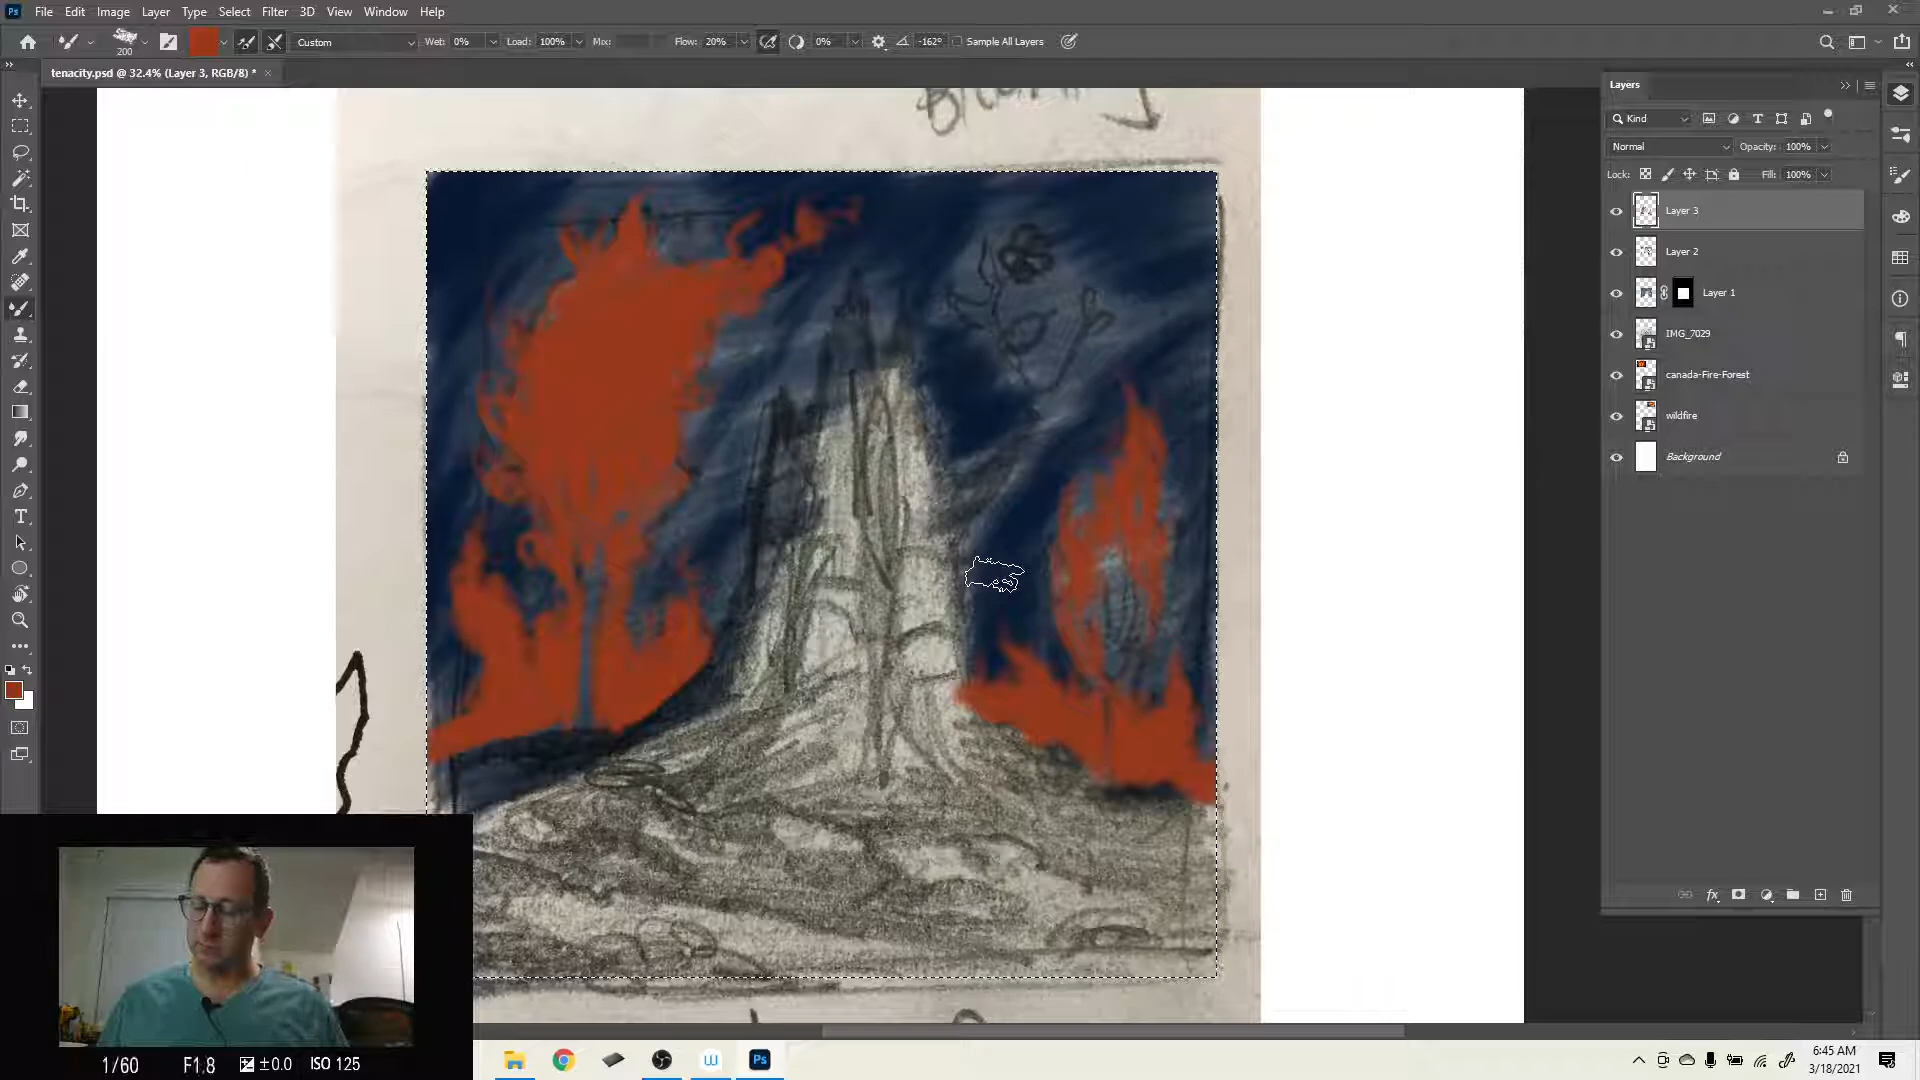 Ps File Edit Image Layer Type Select Filter 3D View Window Help
200 Custom Wet: 0% Load: 100% Mix: Flow: 20% 0% -162° Sample All Layers
tenacity.psd @ 32.4% (Layer 3, RGB/8) * ×
Layers
Kind
Normal Opacity: 100%
Lock: Fill: 100%
Layer 3
Layer 2
Layer 1
IMG_7029
canada-Fire-Forest
wildfire
Background
1/60 F1.8 ±0.0 ISO 125
Ps
6:45 AM
3/18/2021